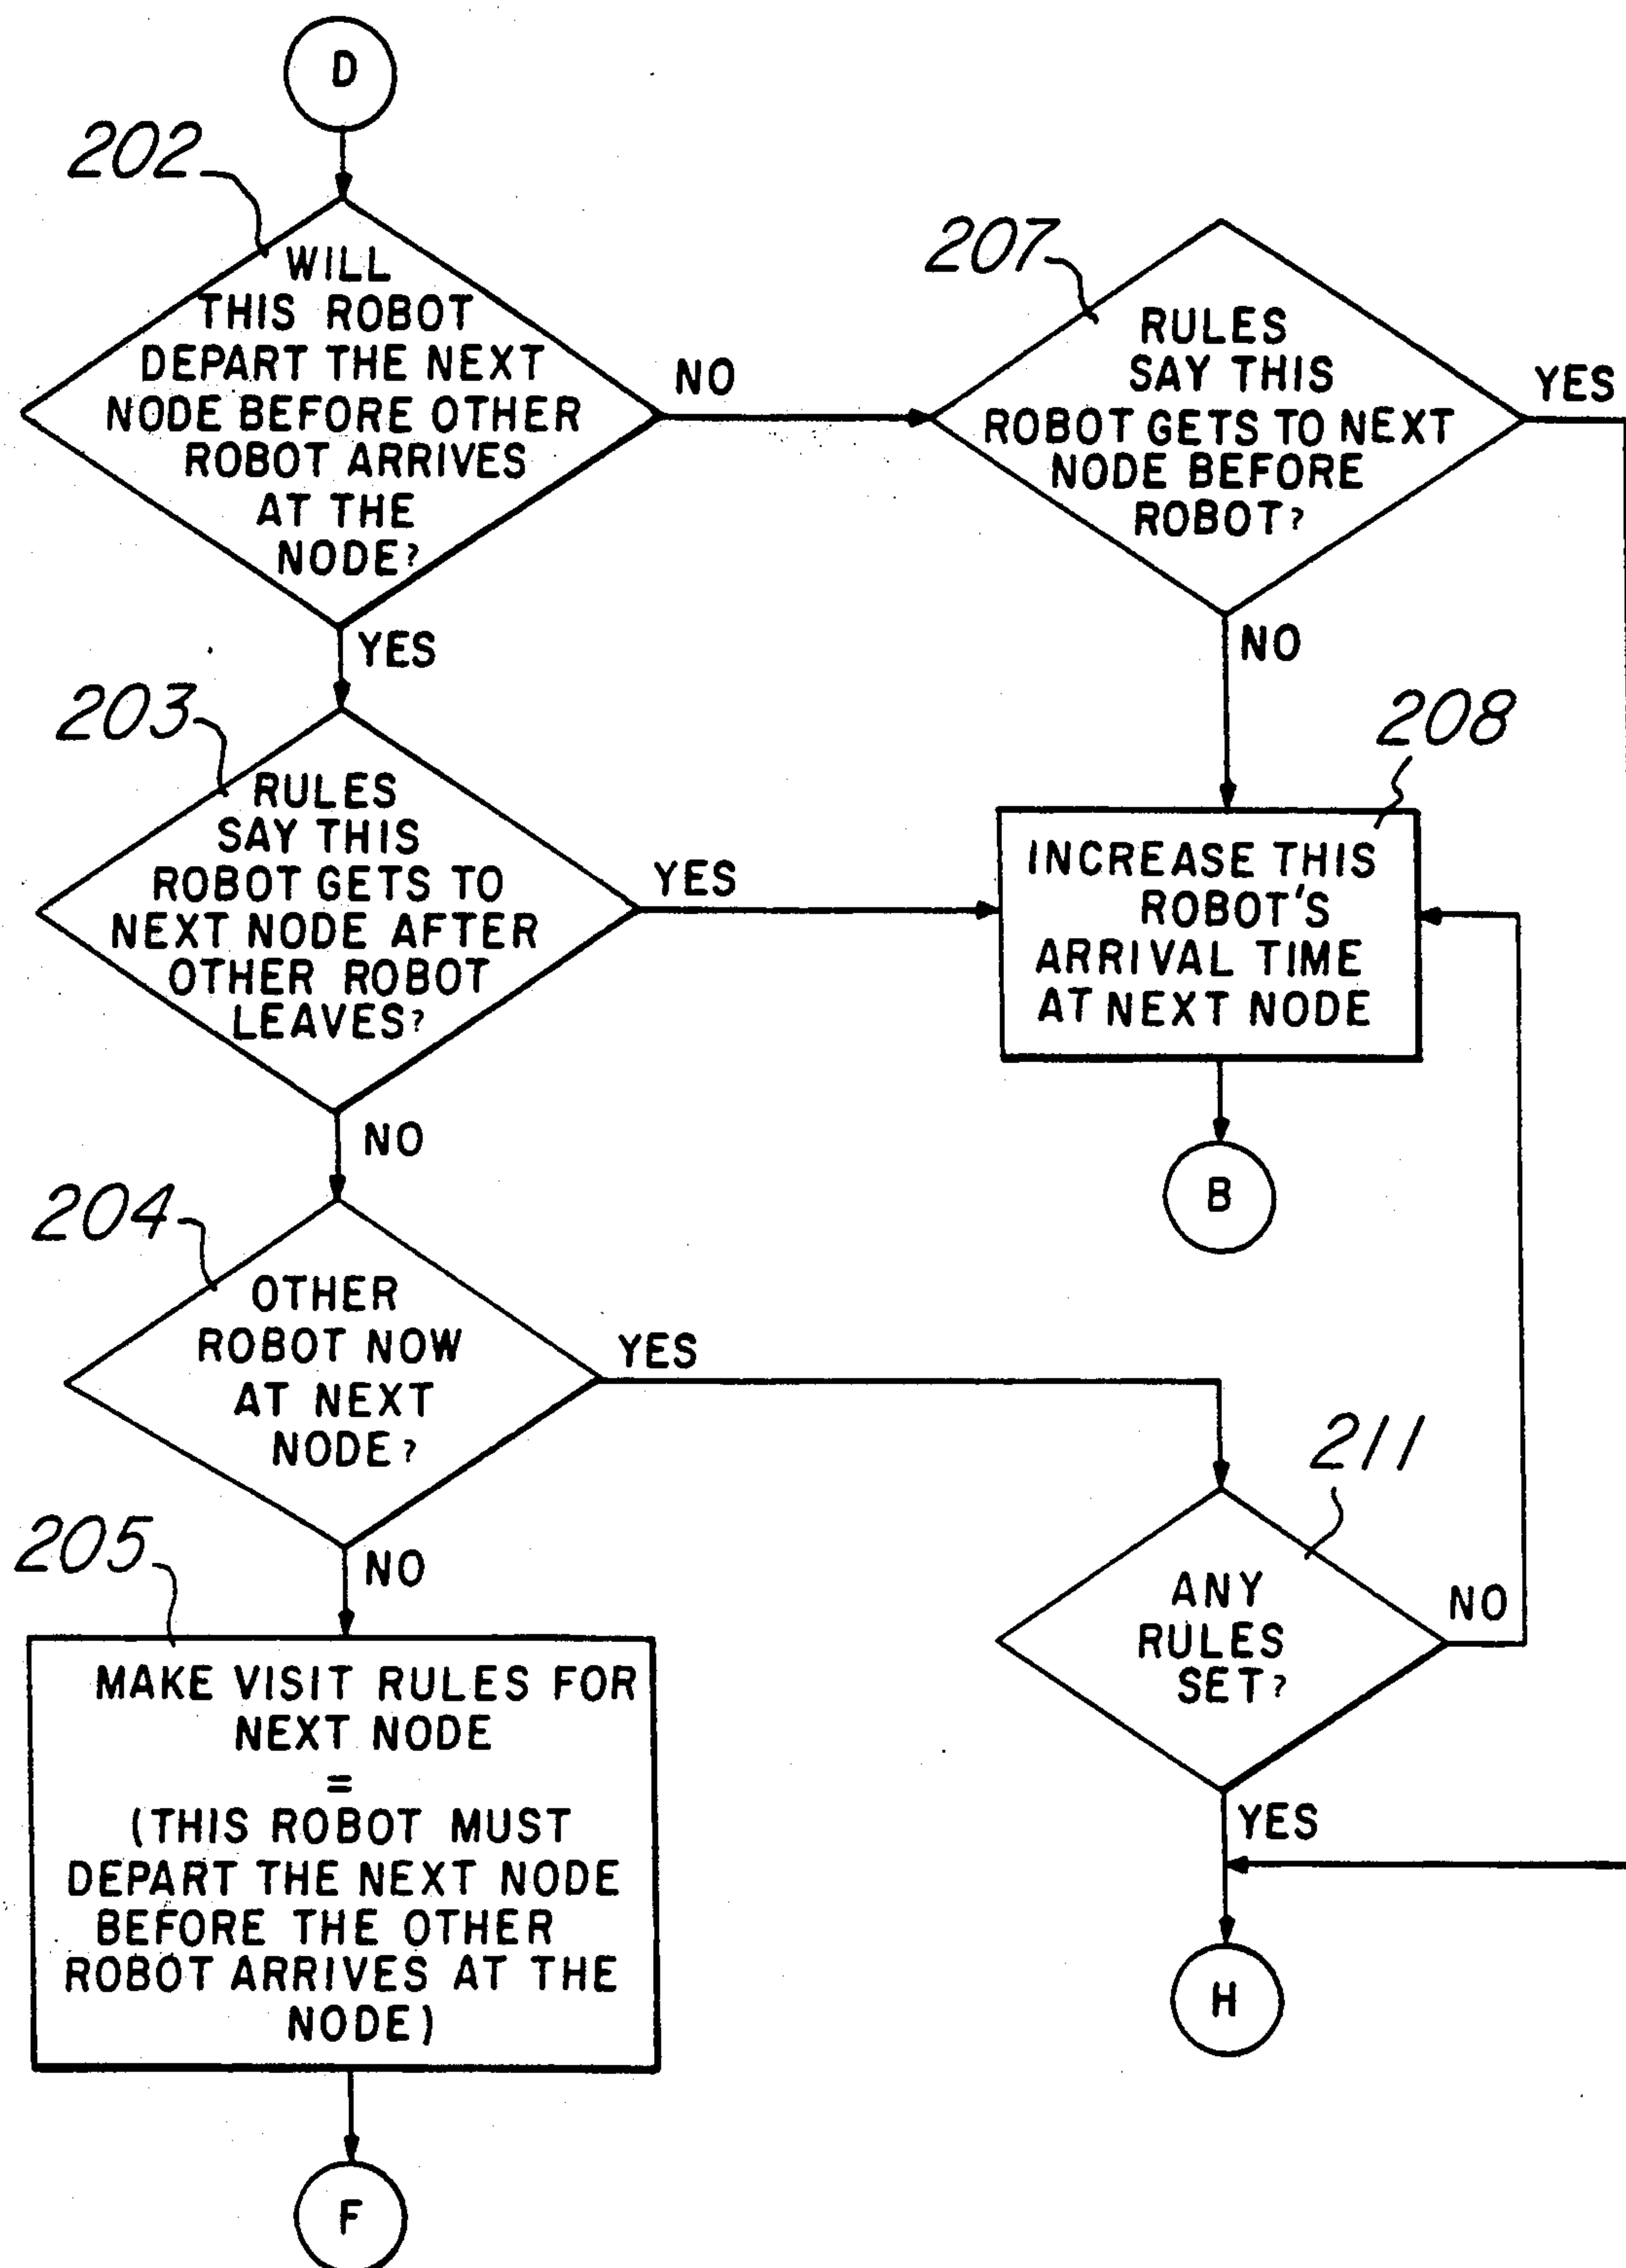 D
202
WILL
THIS ROBOT
DEPART THE NEXT
NODE BEFORE OTHER
ROBOT ARRIVES
AT THE
NODE?
NO
YES
207
RULES
SAY THIS
ROBOT GETS TO NEXT
NODE BEFORE
ROBOT?
YES
NO
203
RULES
SAY THIS
ROBOT GETS TO
NEXT NODE AFTER
OTHER ROBOT
LEAVES?
YES
NO
208
INCREASE THIS
ROBOT'S
ARRIVAL TIME
AT NEXT NODE
B
204
OTHER
ROBOT NOW
AT NEXT
NODE?
YES
NO
211
ANY
RULES
SET?
NO
YES
H
205
MAKE VISIT RULES FOR
NEXT NODE
=
(THIS ROBOT MUST
DEPART THE NEXT NODE
BEFORE THE OTHER
ROBOT ARRIVES AT THE
NODE)
F